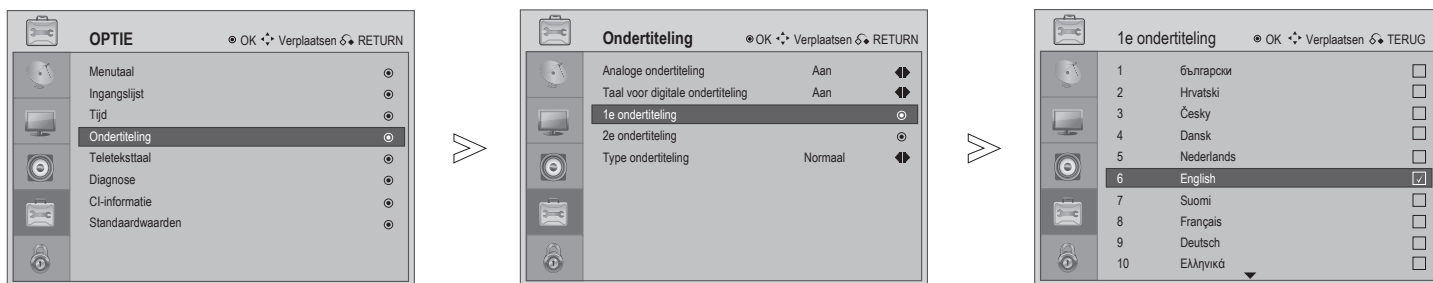 OPTIE OK Verplaatsen RETURN
Menutaal
Ingangslijst
Tijd
Ondertiteling
Teleteksttaal
Diagnose
CI-informatie
Standaardwaarden
Ondertiteling OK Verplaatsen RETURN
Analoge ondertiteling Aan
Taal voor digitale ondertiteling Aan
1e ondertiteling
2e ondertiteling
Type ondertiteling Normaal
1e ondertiteling OK Verplaatsen TERUG
1 български
2 Hrvatski
3 Česky
4 Dansk
5 Nederlands
6 English
7 Suomi
8 Français
9 Deutsch
10 Ελληνικά